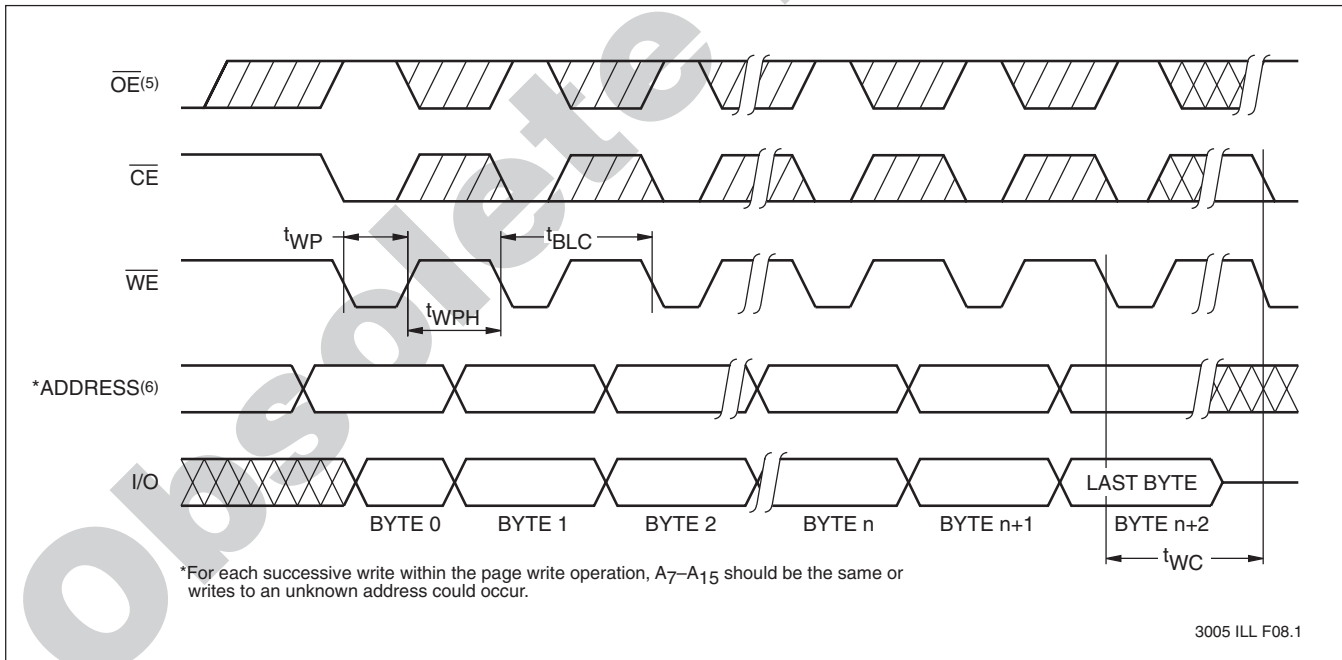 Obsolete
OE(5)
CE
tWP
tBLC
WE
tWPH
*ADDRESS(6)
I/O
LAST BYTE
BYTE 0 BYTE 1 BYTE 2 BYTE n BYTE n+1 BYTE n+2
tWC
*For each successive write within the page write operation, A7–A15 should be the same or
writes to an unknown address could occur.
3005 ILL F08.1